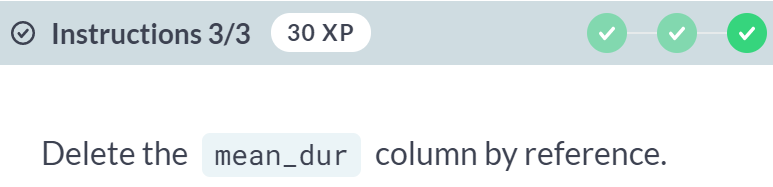 Instructions 3/3 30 XP
Delete the mean_dur column by reference.